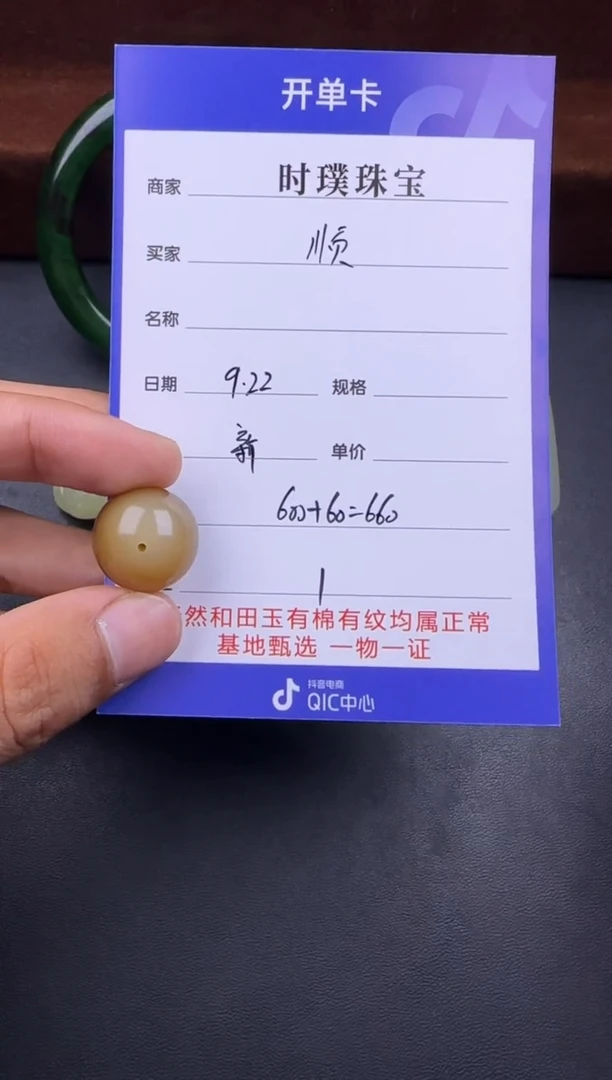 开单卡
商家 时璞珠宝
买家 顺
名称
日期 9.22 规格
新 单价
600+60=660
1
然和田玉有棉有纹均属正常
基地甄选 一物一证
抖音电商
QIC中心